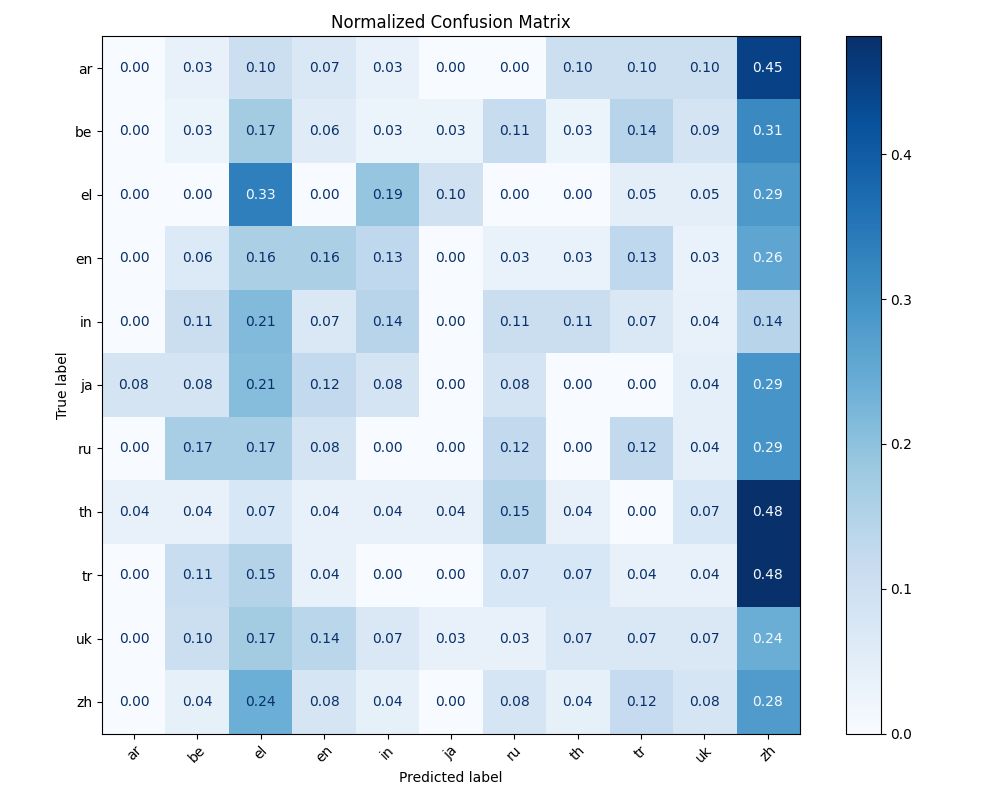 Normalized Confusion Matrix
ar 0.00 0.03 0.10 0.07 0.03 0.00 0.00 0.10 0.10 0.10 0.45
be 0.00 0.03 0.17 0.06 0.03 0.03 0.11 0.03 0.14 0.09 0.31
el 0.00 0.00 0.33 0.00 0.19 0.10 0.00 0.00 0.05 0.05 0.29
en 0.00 0.06 0.16 0.16 0.13 0.00 0.03 0.03 0.13 0.03 0.26
in 0.00 0.11 0.21 0.07 0.14 0.00 0.11 0.11 0.07 0.04 0.14
ja 0.08 0.08 0.21 0.12 0.08 0.00 0.08 0.00 0.00 0.04 0.29
ru 0.00 0.17 0.17 0.08 0.00 0.00 0.12 0.00 0.12 0.04 0.29
th 0.04 0.04 0.07 0.04 0.04 0.04 0.15 0.04 0.00 0.07 0.48
tr 0.00 0.11 0.15 0.04 0.00 0.00 0.07 0.07 0.04 0.04 0.48
uk 0.00 0.10 0.17 0.14 0.07 0.03 0.03 0.07 0.07 0.07 0.24
zh 0.00 0.04 0.24 0.08 0.04 0.00 0.08 0.04 0.12 0.08 0.28
ar be el en in ja ru th tr uk zh
Predicted label
True label
0.4
0.3
0.2
0.1
0.0